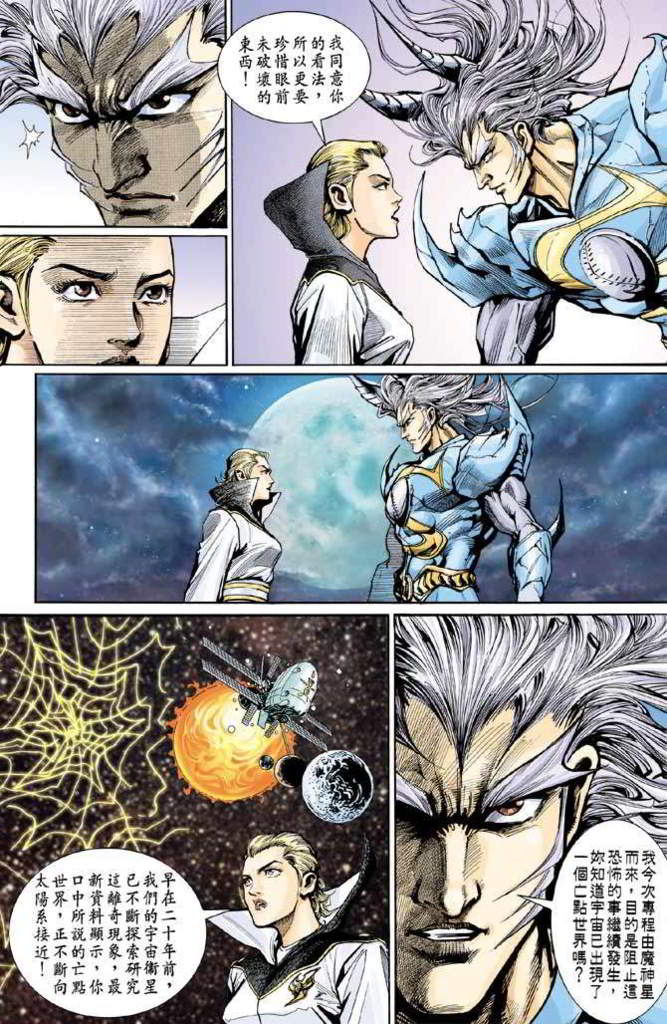 我同意你
的看法，
所以更要
珍惜眼前
未破壞的
東西！
我今次專程由魔神星
而來，目的是阻止這
恐怖的事繼續發生，
妳知道宇宙已出現了
一個亡點世界嗎？
早在二十年前，
我們的宇宙衞星
已不斷探索研究
這離奇現象，最
新資料顯示，你
口中所說的亡點
世界，正不斷向
太陽系接近！